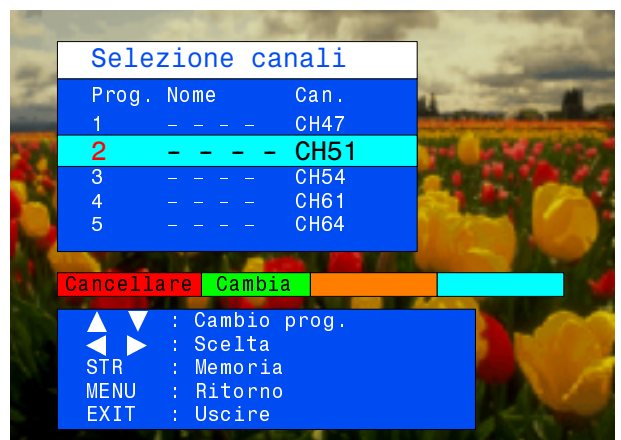 Selezione canali
Prog. Nome Can.
1 - - - - CH47
2 - - - - CH51
3 - - - - CH54
4 - - - - CH61
5 - - - - CH64
Cancellare Cambia
▲ ▼ : Cambio prog.
◀ ▶ : Scelta
STR : Memoria
MENU : Ritorno
EXIT : Uscire